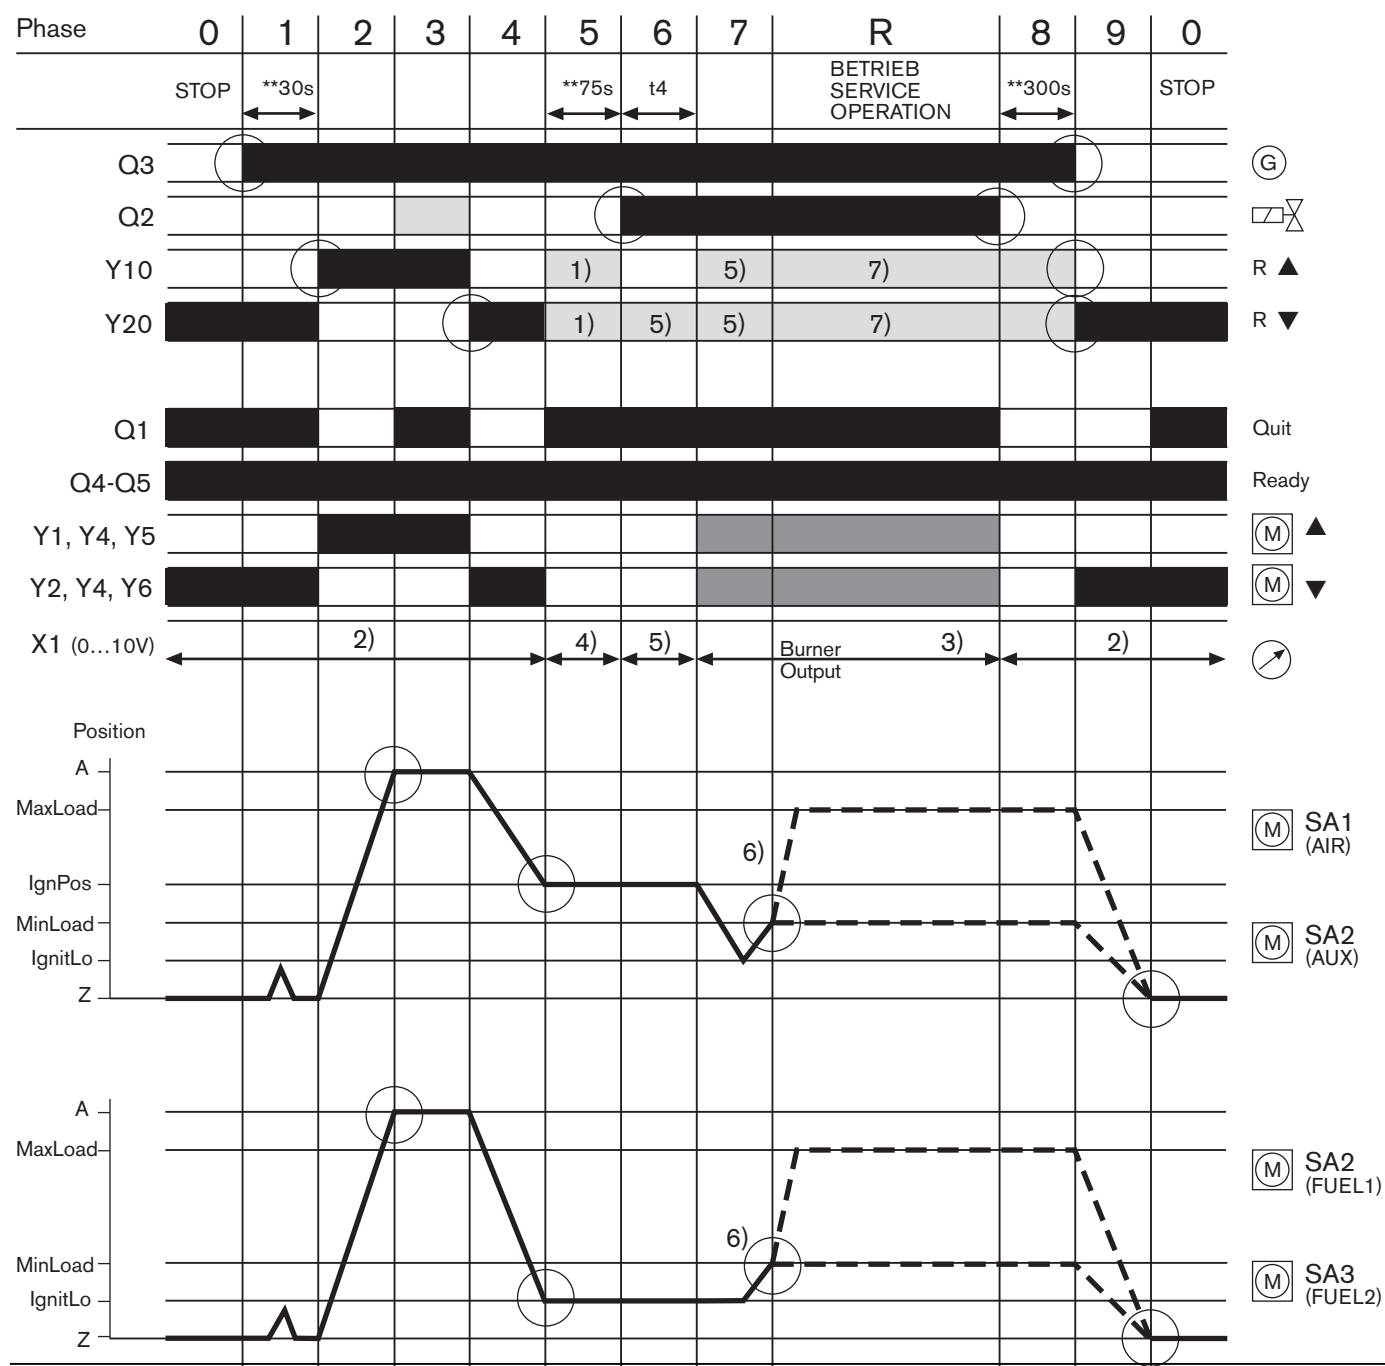 Phase 0 1 2 3 4 5 6 7 R 8 9 0
STOP **30s **75s t4 BETRIEB **300s STOP
SERVICE
OPERATION
Q3 G
Q2
Y10 1) 5) 7) R ▲
Y20 1) 5) 5) 7) R ▼
Q1 Quit
Q4-Q5 Ready
Y1, Y4, Y5 M ▲
Y2, Y4, Y6 M ▼
X1 (0...10V) 2) 4) 5) Burner 3) 2)
Output
Position
A
MaxLoad
M SA1
(AIR)
6)
IgnPos
MinLoad
M SA2
(AUX)
IgnitLo
Z
A
MaxLoad
M SA2
(FUEL1)
6)
MinLoad
M SA3
(FUEL2)
IgnitLo
Z